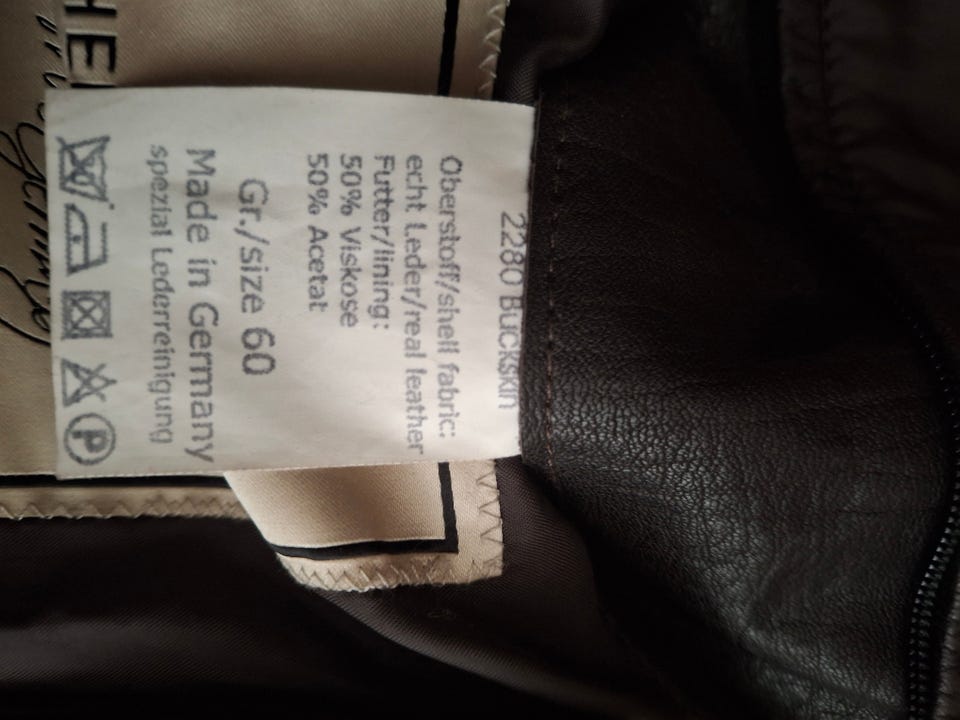 2280 Buckskin
Oberstoff/shell fabric:
echt Leder/real leather
Futter/lining:
50% Viskose
50% Acetat
Gr./size 60
Made in Germany
spezial Lederreinigung
P